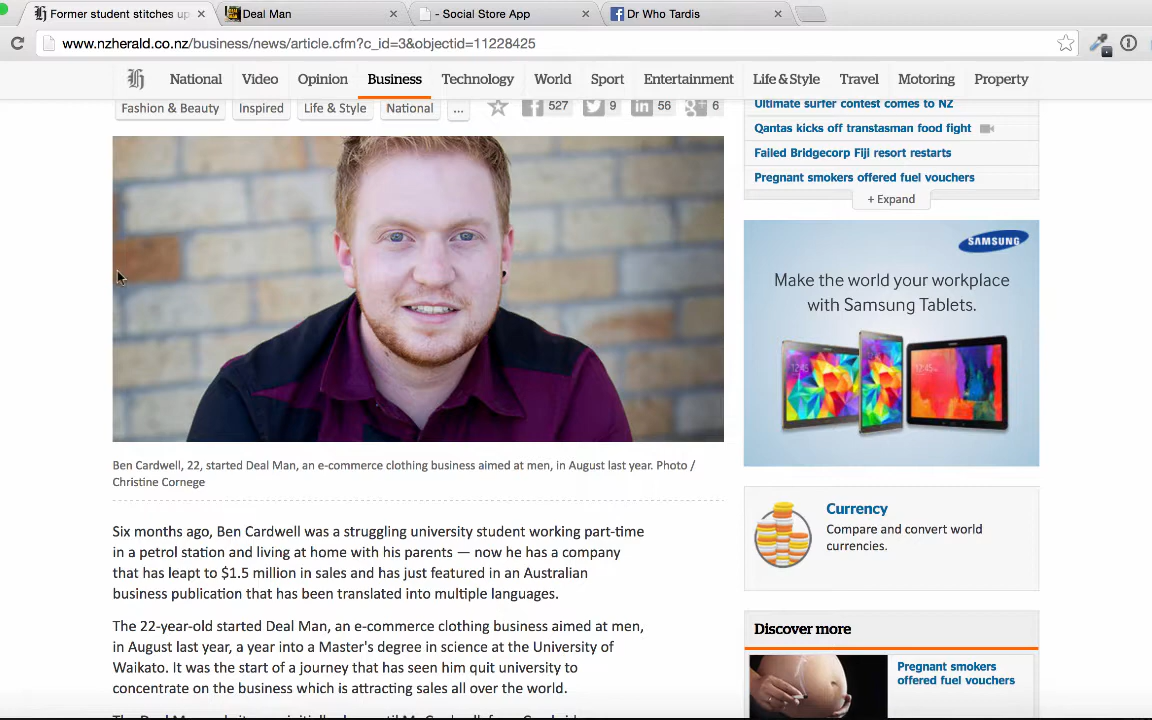 Former student stitches up
Deal Man
- Social Store App
Dr Who Tardis
www.nzherald.co.nz/business/news/article.cfm?c_id=3&objectid=11228425
National Video Opinion Business Technology World Sport Entertainment Life & Style Travel Motoring Property
Fashion & Beauty Inspired Life & Style National ... 527 9 56 6
Ultimate surfer contest comes to NZ
Qantas kicks off transtasman food fight
Failed Bridgecorp Fiji resort restarts
Pregnant smokers offered fuel vouchers
+ Expand
SAMSUNG
Make the world your workplace
with Samsung Tablets.
Ben Cardwell, 22, started Deal Man, an e-commerce clothing business aimed at men, in August last year. Photo /
Christine Cornege
Six months ago, Ben Cardwell was a struggling university student working part-time
in a petrol station and living at home with his parents — now he has a company
that has leapt to $1.5 million in sales and has just featured in an Australian
business publication that has been translated into multiple languages.
The 22-year-old started Deal Man, an e-commerce clothing business aimed at men,
in August last year, a year into a Master's degree in science at the University of
Waikato. It was the start of a journey that has seen him quit university to
concentrate on the business which is attracting sales all over the world.
Currency
Compare and convert world
currencies.
Discover more
Pregnant smokers
offered fuel vouchers